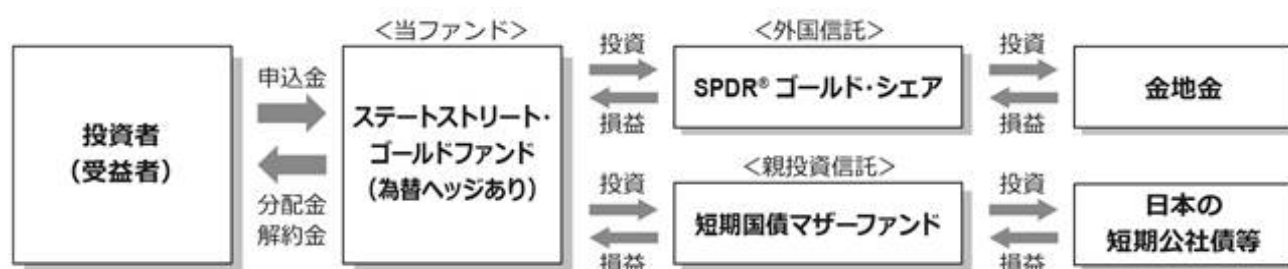 ＜当ファンド＞
＜外国信託＞
投資者
（受益者）
申込金
分配金
解約金
ステートストリート・
ゴールドファンド
（為替ヘッジあり）
投資
損益
SPDR® ゴールド・シェア
投資
損益
金地金
＜親投資信託＞
投資
損益
短期国債マザーファンド
投資
損益
日本の
短期公社債等